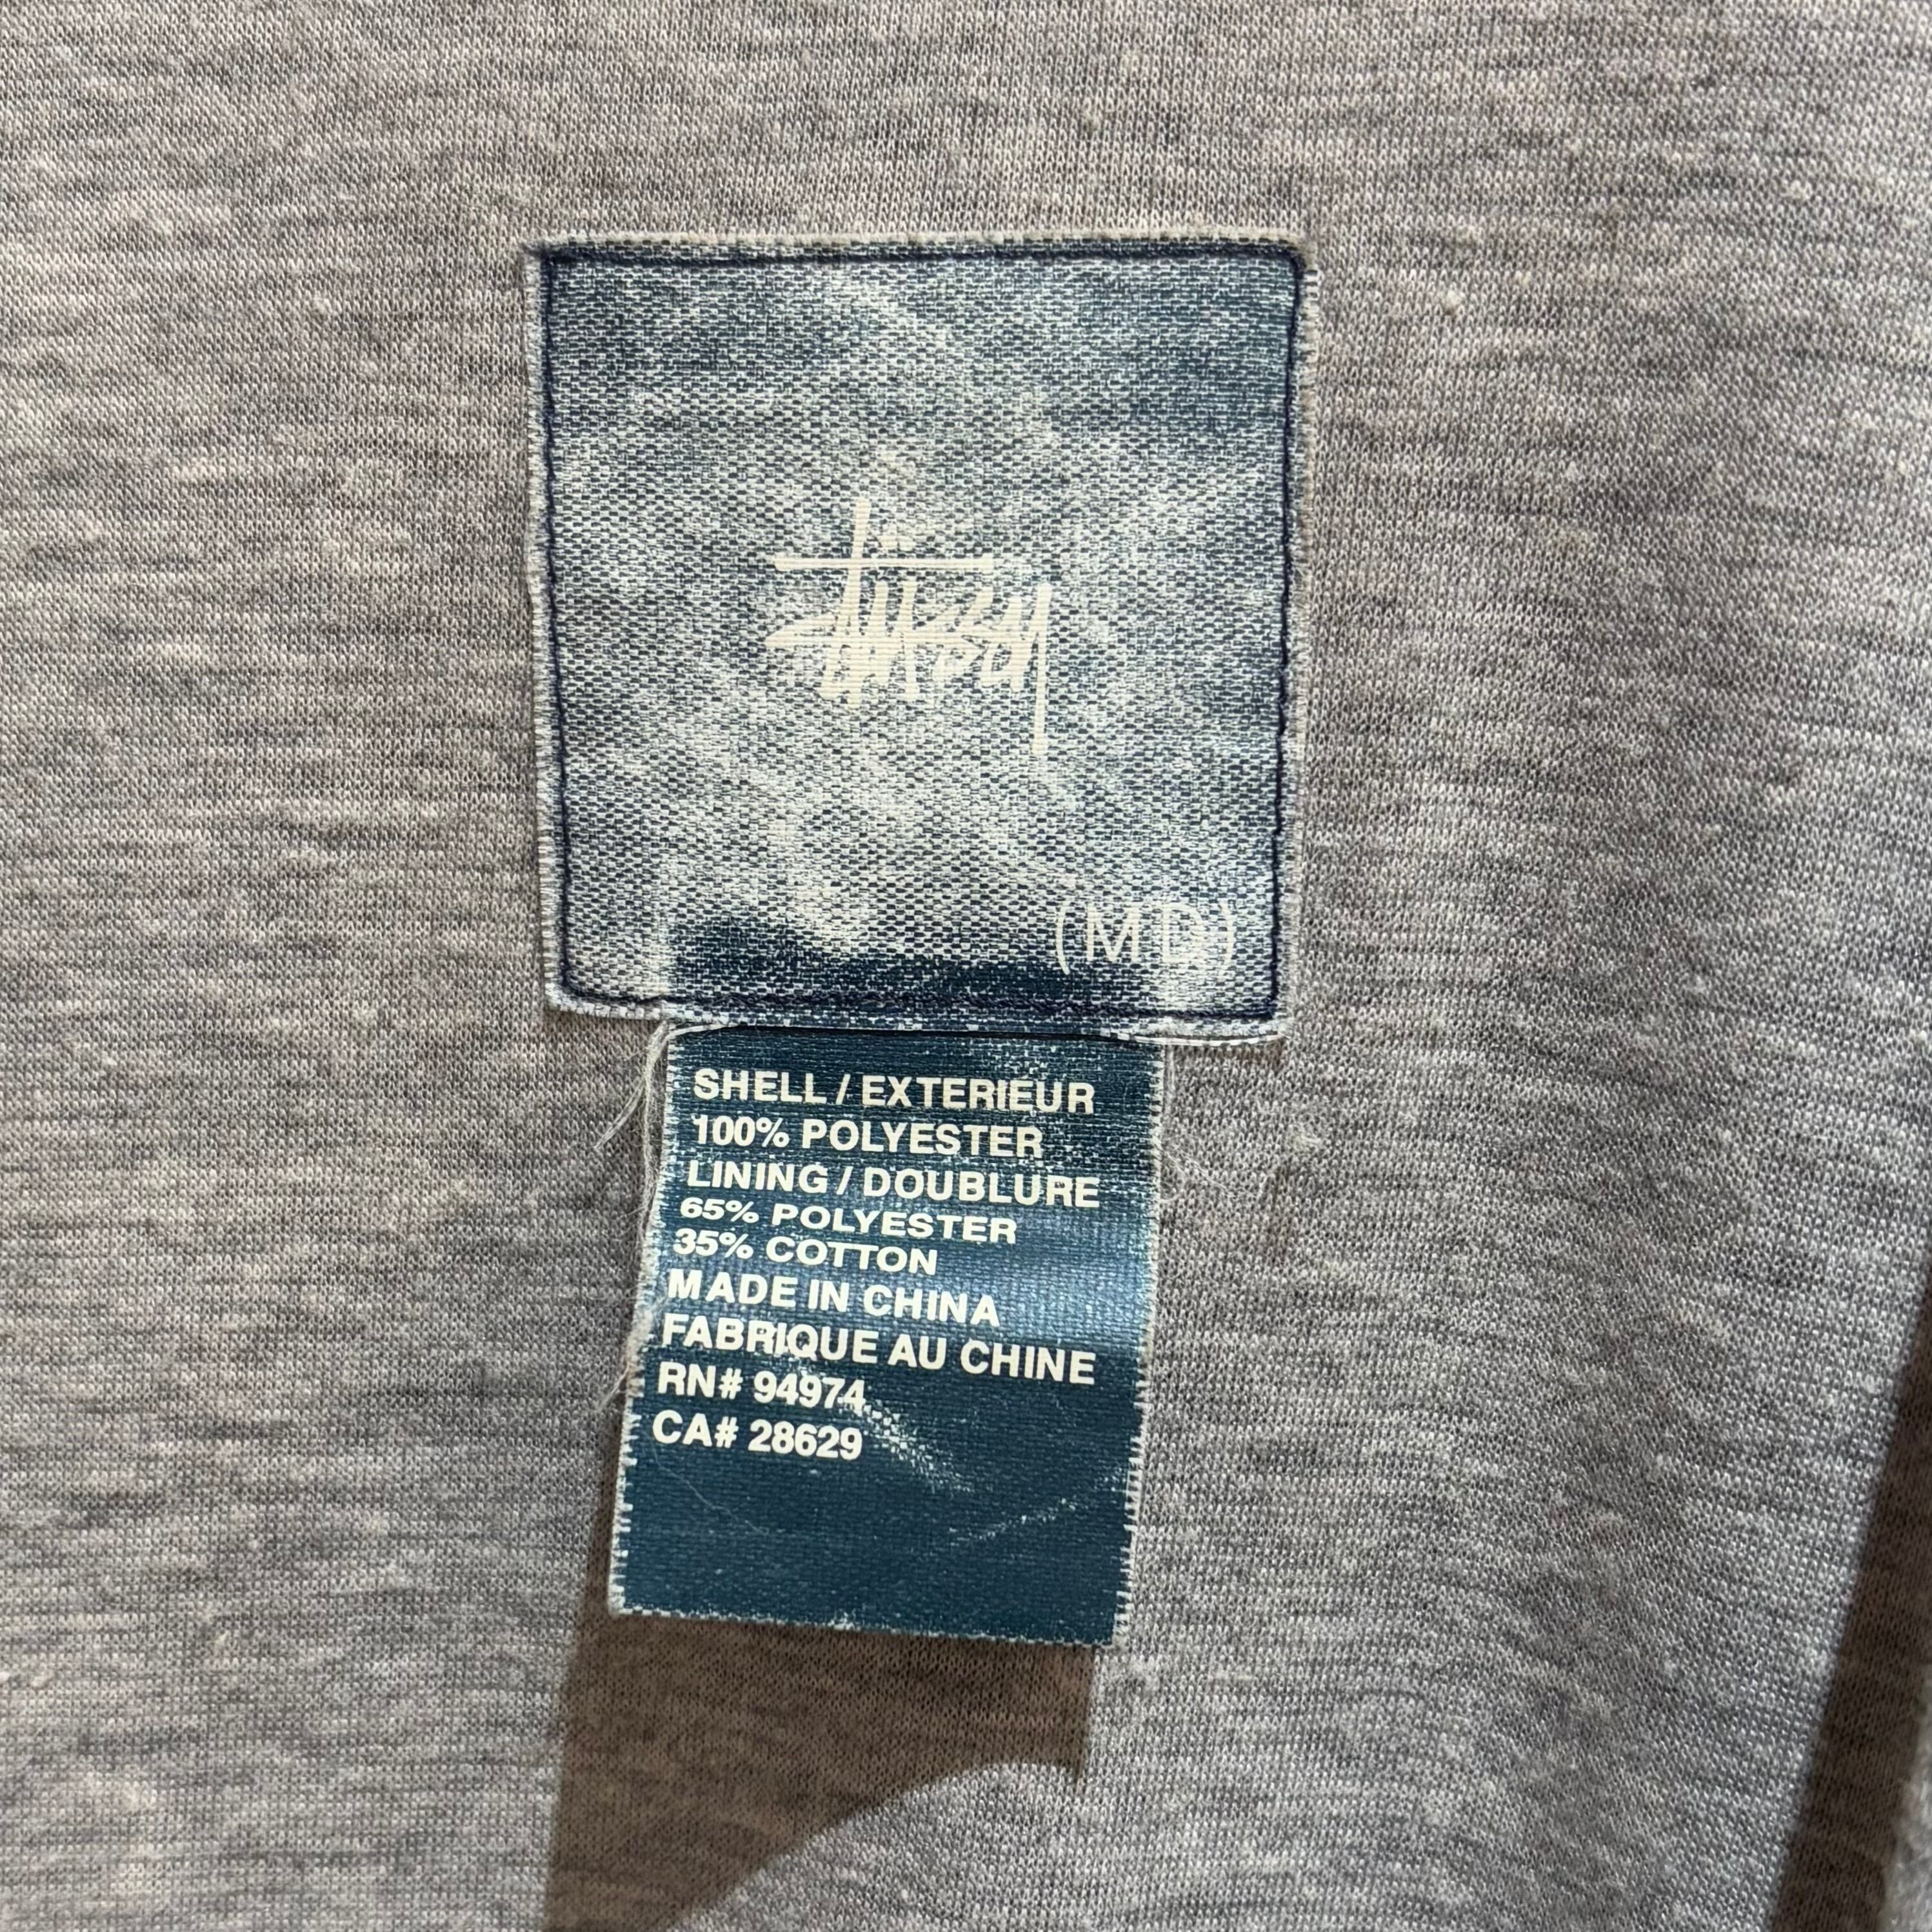 Stüssy
(MD)
SHELL / EXTERIEUR
100% POLYESTER
LINING / DOUBLURE
65% POLYESTER
35% COTTON
MADE IN CHINA
FABRIQUE AU CHINE
RN# 94974
CA# 28629